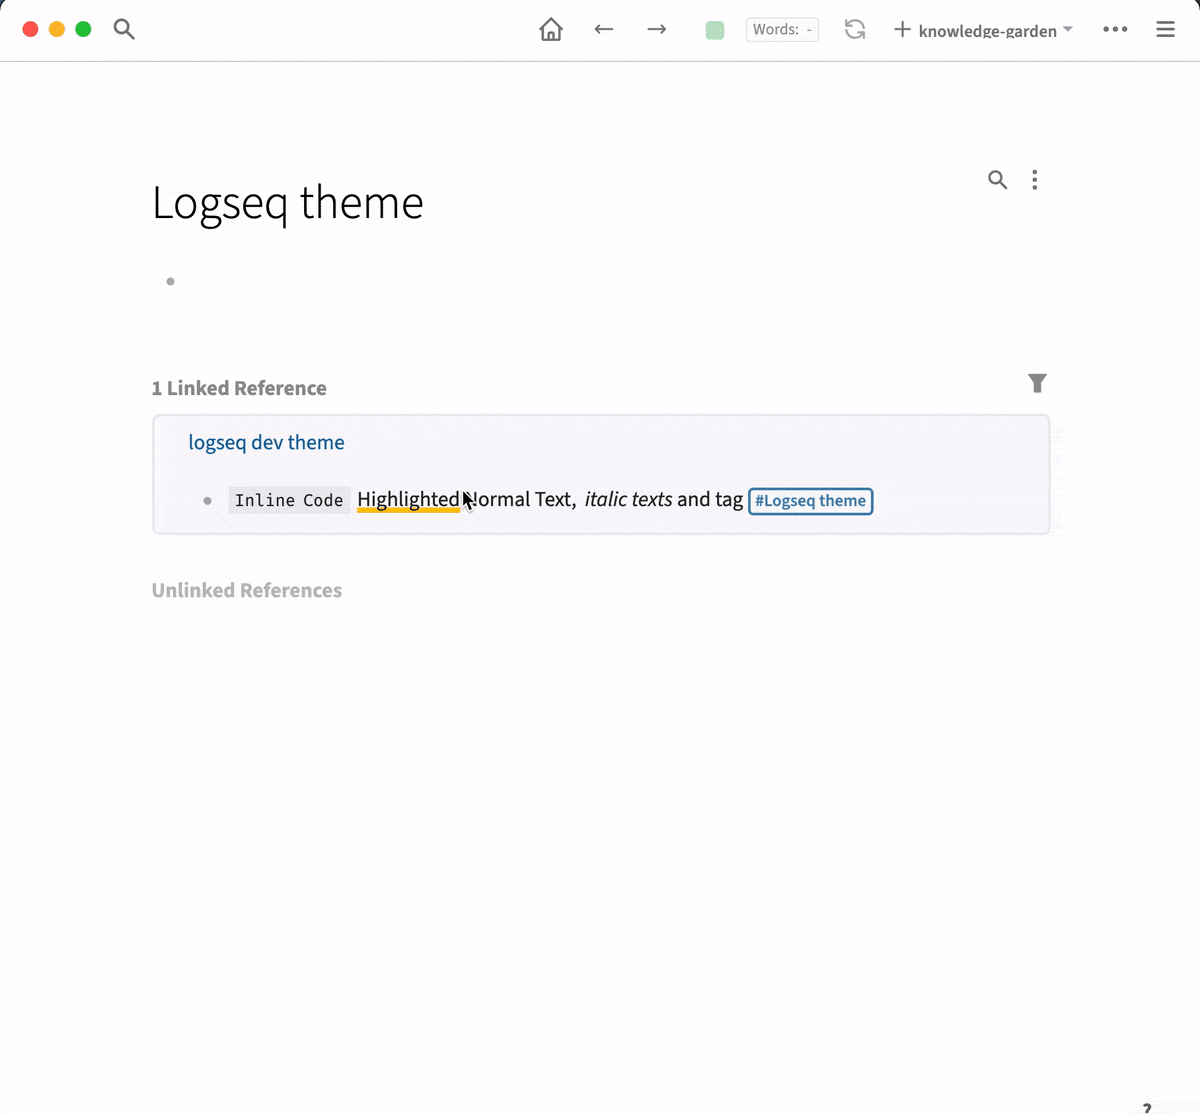 Words: -
knowledge-garden
Logseq theme
1 Linked Reference
logseq dev theme
Inline Code Highlighted Normal Text, italic texts and tag #Logseq theme
Unlinked References
?